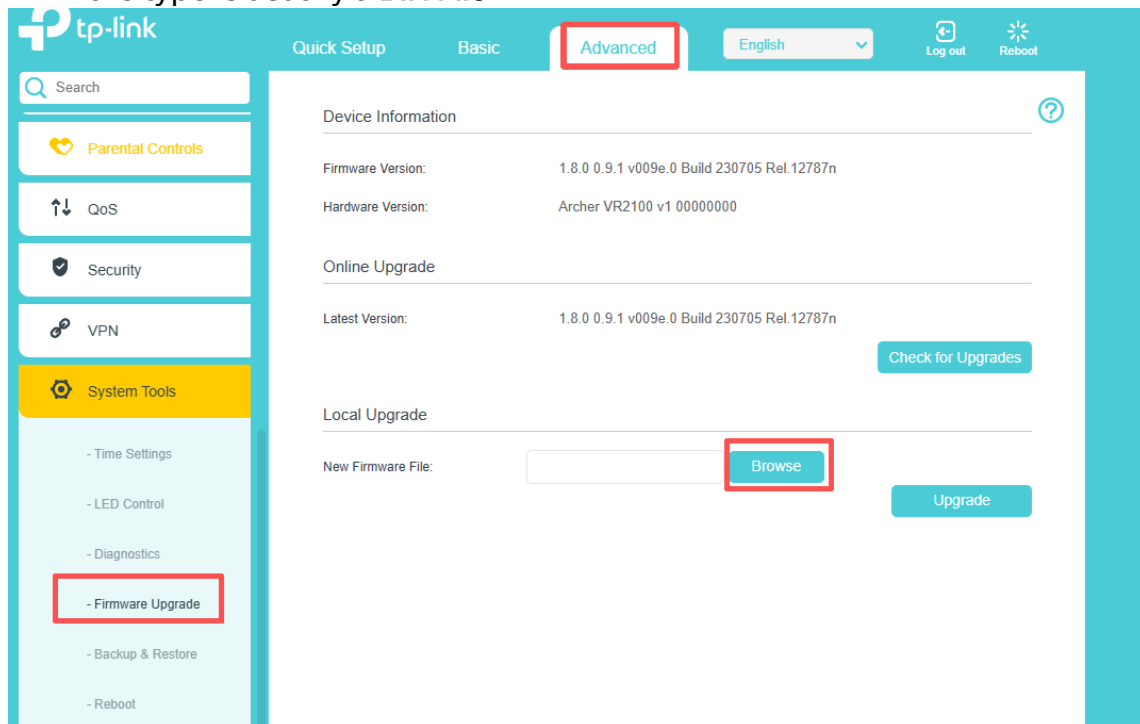 tp-link
Quick Setup Basic Advanced English Log out Reboot
Search
Parental Controls
QoS
Security
VPN
System Tools
- Time Settings
- LED Control
- Diagnostics
- Firmware Upgrade
- Backup & Restore
- Reboot
Device Information
Firmware Version: 1.8.0 0.9.1 v009e.0 Build 230705 Rel.12787n
Hardware Version: Archer VR2100 v1 00000000
Online Upgrade
Latest Version: 1.8.0 0.9.1 v009e.0 Build 230705 Rel.12787n
Check for Upgrades
Local Upgrade
New Firmware File: Browse
Upgrade